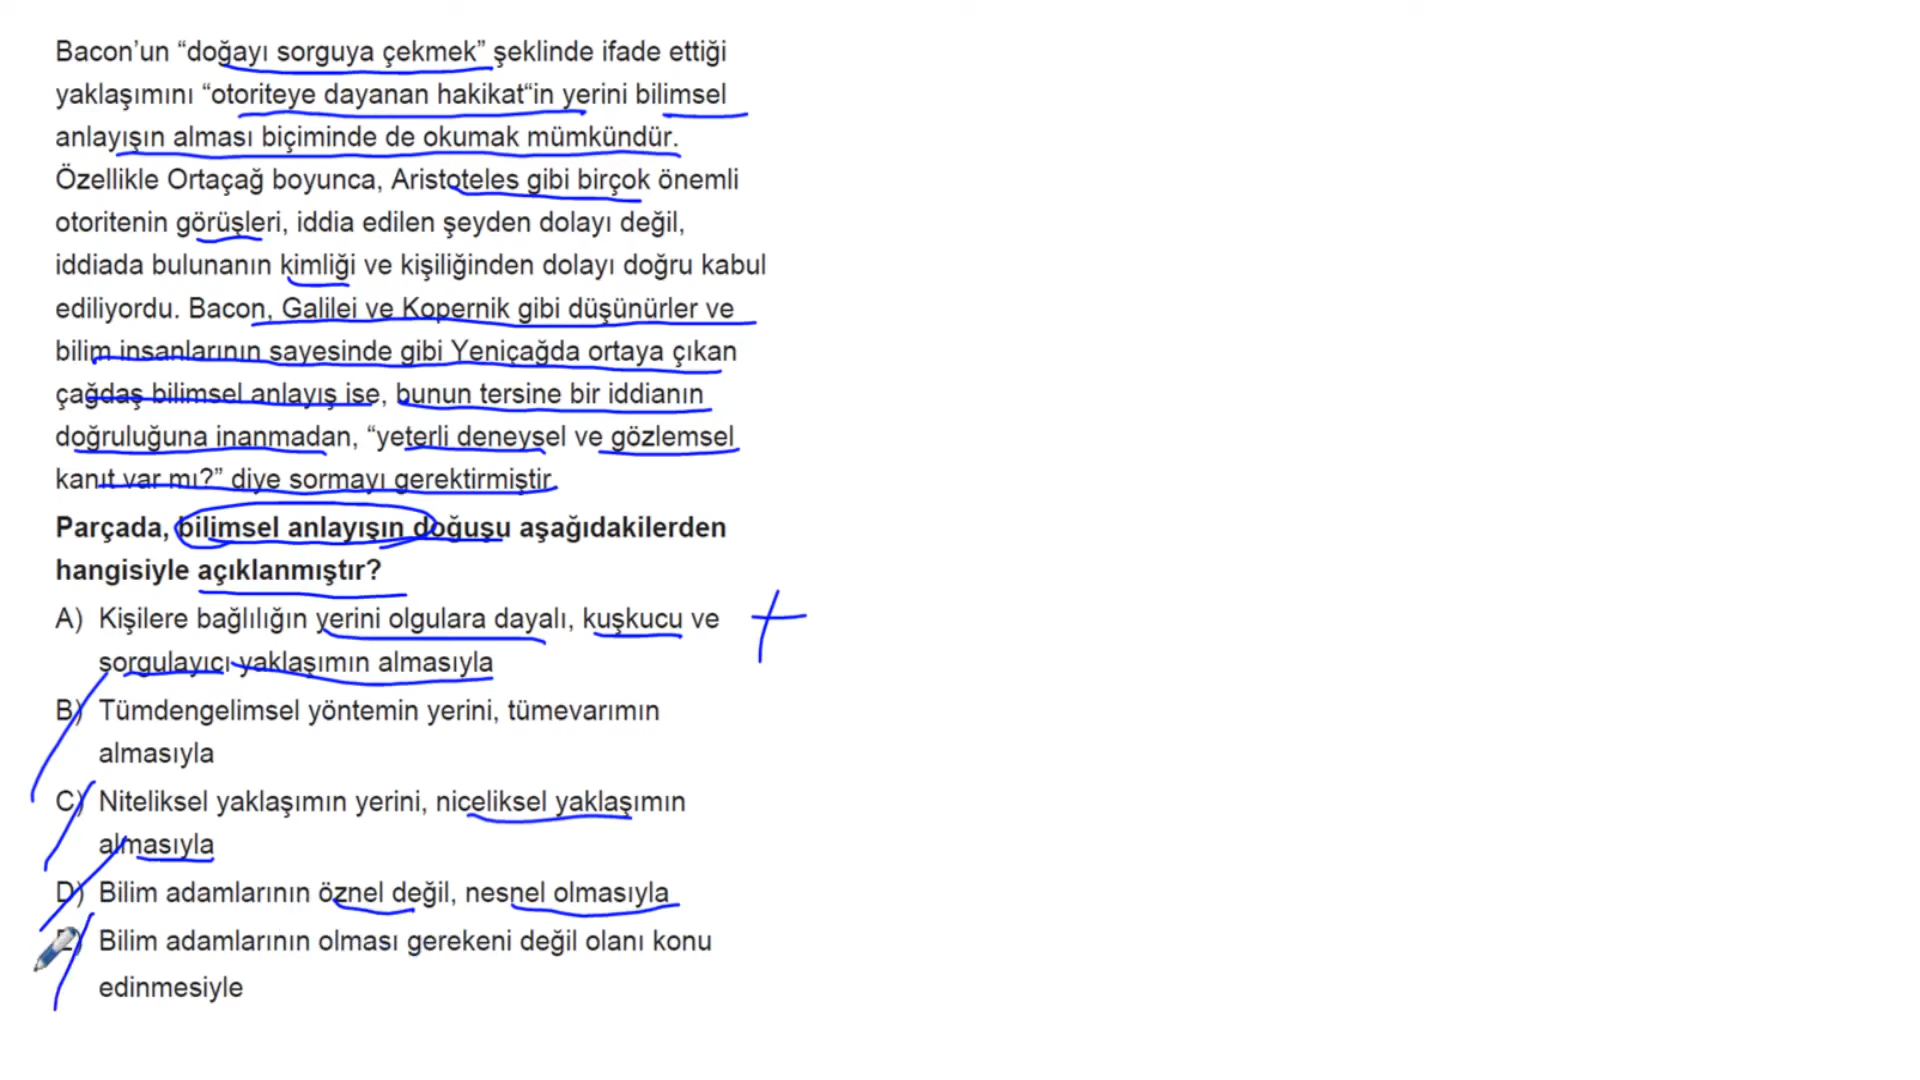 Bacon’un “doğayı sorguya çekmek” şeklinde ifade ettiği
yaklaşımını “otoriteye dayanan hakikat“in yerini bilimsel
anlayışın alması biçiminde de okumak mümkündür.
Özellikle Ortaçağ boyunca, Aristoteles gibi birçok önemli
otoritenin görüşleri, iddia edilen şeyden dolayı değil,
iddiada bulunanın kimliği ve kişiliğinden dolayı doğru kabul
ediliyordu. Bacon, Galilei ve Kopernik gibi düşünürler ve
bilim insanlarının sayesinde gibi Yeniçağda ortaya çıkan
çağdaş bilimsel anlayış ise, bunun tersine bir iddianın
doğruluğuna inanmadan, “yeterli deneysel ve gözlemsel
kanıt var mı?” diye sormayı gerektirmiştir.
Parçada, bilimsel anlayışın doğuşu aşağıdakilerden
hangisiyle açıklanmıştır?
A) Kişilere bağlılığın yerini olgulara dayalı, kuşkucu ve
sorgulayıcı yaklaşımın almasıyla
B) Tümdengelimsel yöntemin yerini, tümevarımın
almasıyla
C) Niteliksel yaklaşımın yerini, niceliksel yaklaşımın
almasıyla
D) Bilim adamlarının öznel değil, nesnel olmasıyla
E) Bilim adamlarının olması gerekeni değil olanı konu
edinmesiyle